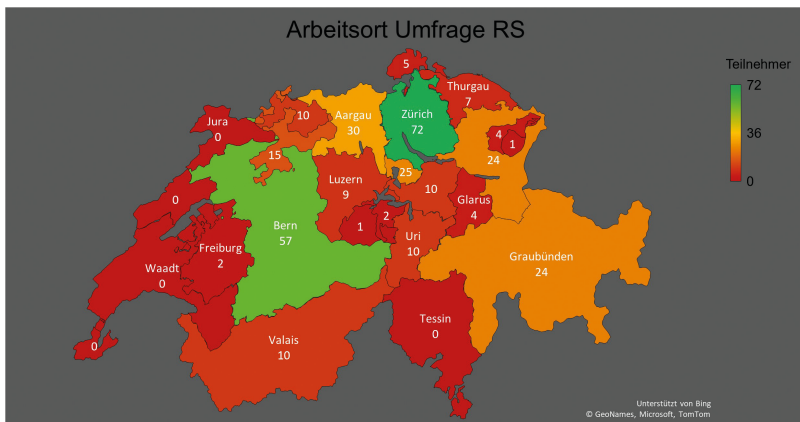 Arbeitsort Umfrage RS
Teilnehmer
72
36
0
5
Thurgau
7
Jura
0
10
Aargau
30
Zürich
72
4
1
24
15
Luzern
9
25
10
0
Glarus
4
Bern
57
1
2
Uri
10
Freiburg
2
Waadt
0
Graubünden
24
Tessin
0
0
Valais
10
Unterstützt von Bing
© GeoNames, Microsoft, TomTom